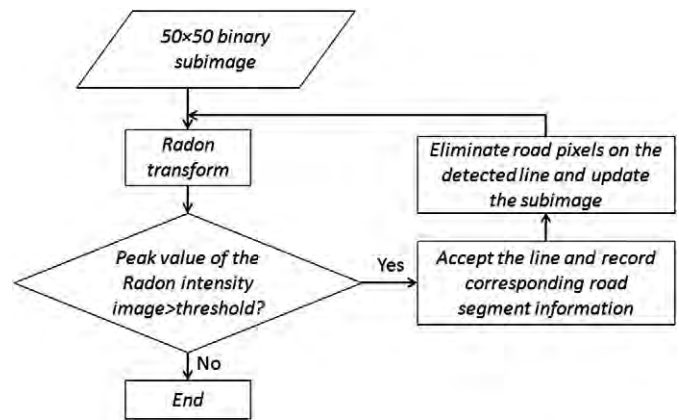 50×50 binary
subimage
Radon
transform
Eliminate road pixels on the
detected line and update
the subimage
Peak value of the
Radon intensity
image>threshold?
Yes
Accept the line and record
corresponding road
segment information
No
End